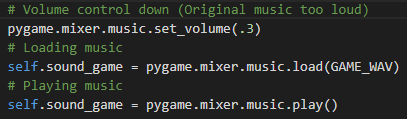 # Volume control down (Original music too loud)
pygame.mixer.music.set_volume(.3)
# Loading music
self.sound_game = pygame.mixer.music.load(GAME_WAV)
# Playing music
self.sound_game = pygame.mixer.music.play()